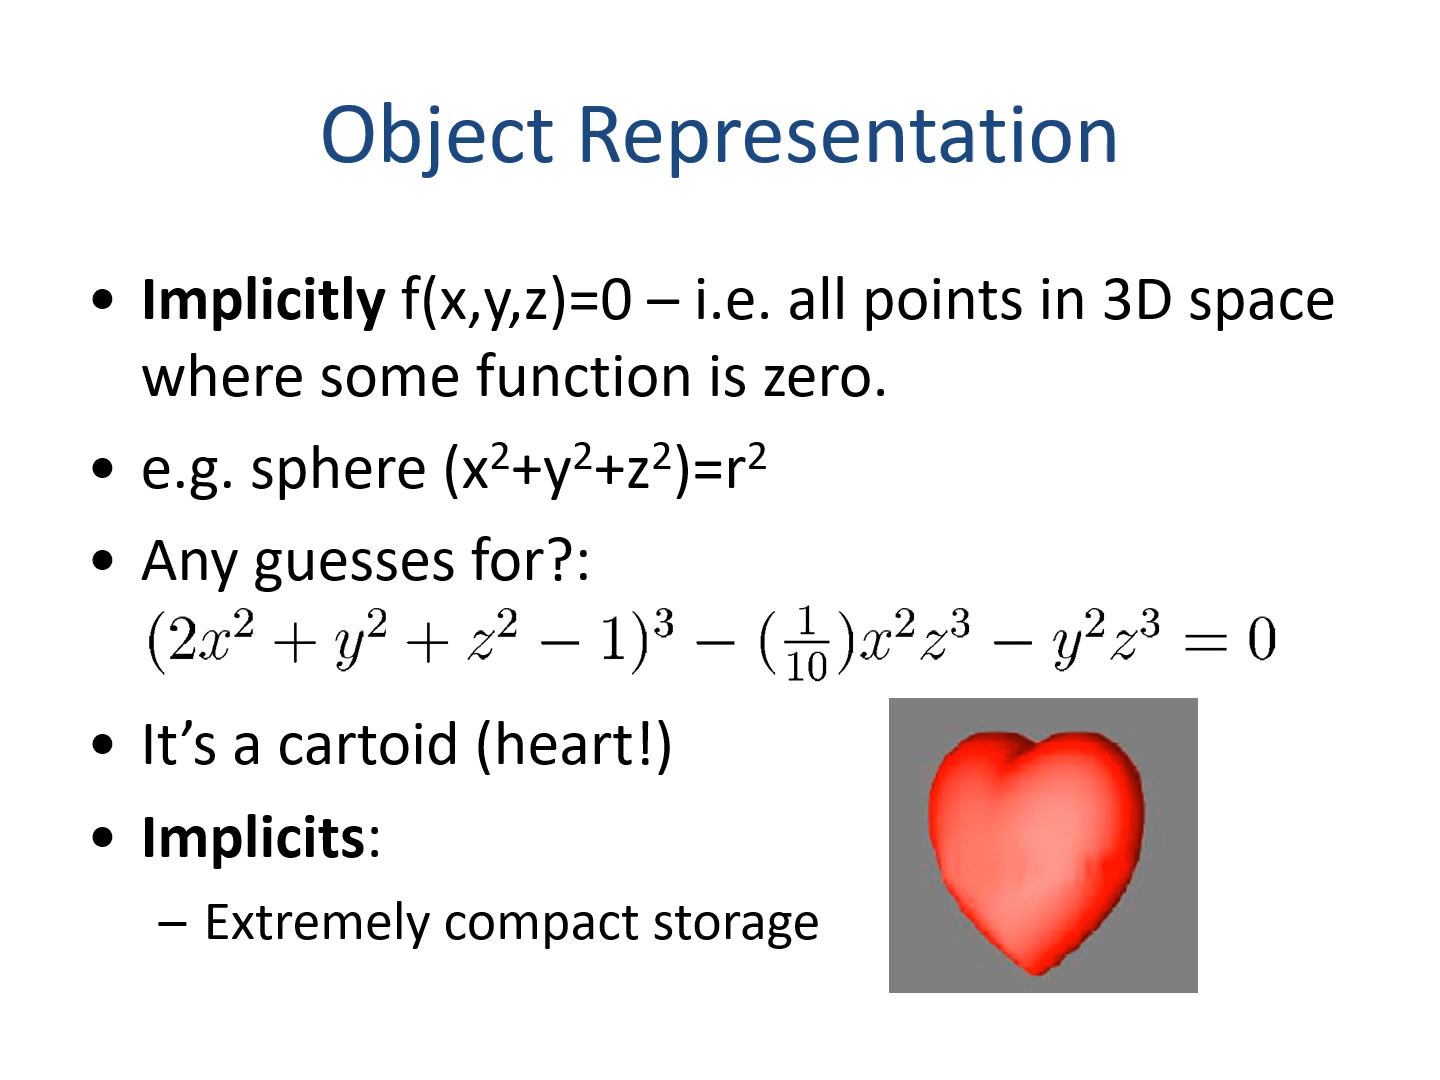 Object Representation
• Implicitly f(x,y,z)=0 – i.e. all points in 3D space
where some function is zero.
• e.g. sphere (x²+y²+z²)=r²
• Any guesses for?:
(2x² + y² + z² − 1)³ − (1/10)x²z³ − y²z³ = 0
• It’s a cartoid (heart!)
• Implicits:
– Extremely compact storage